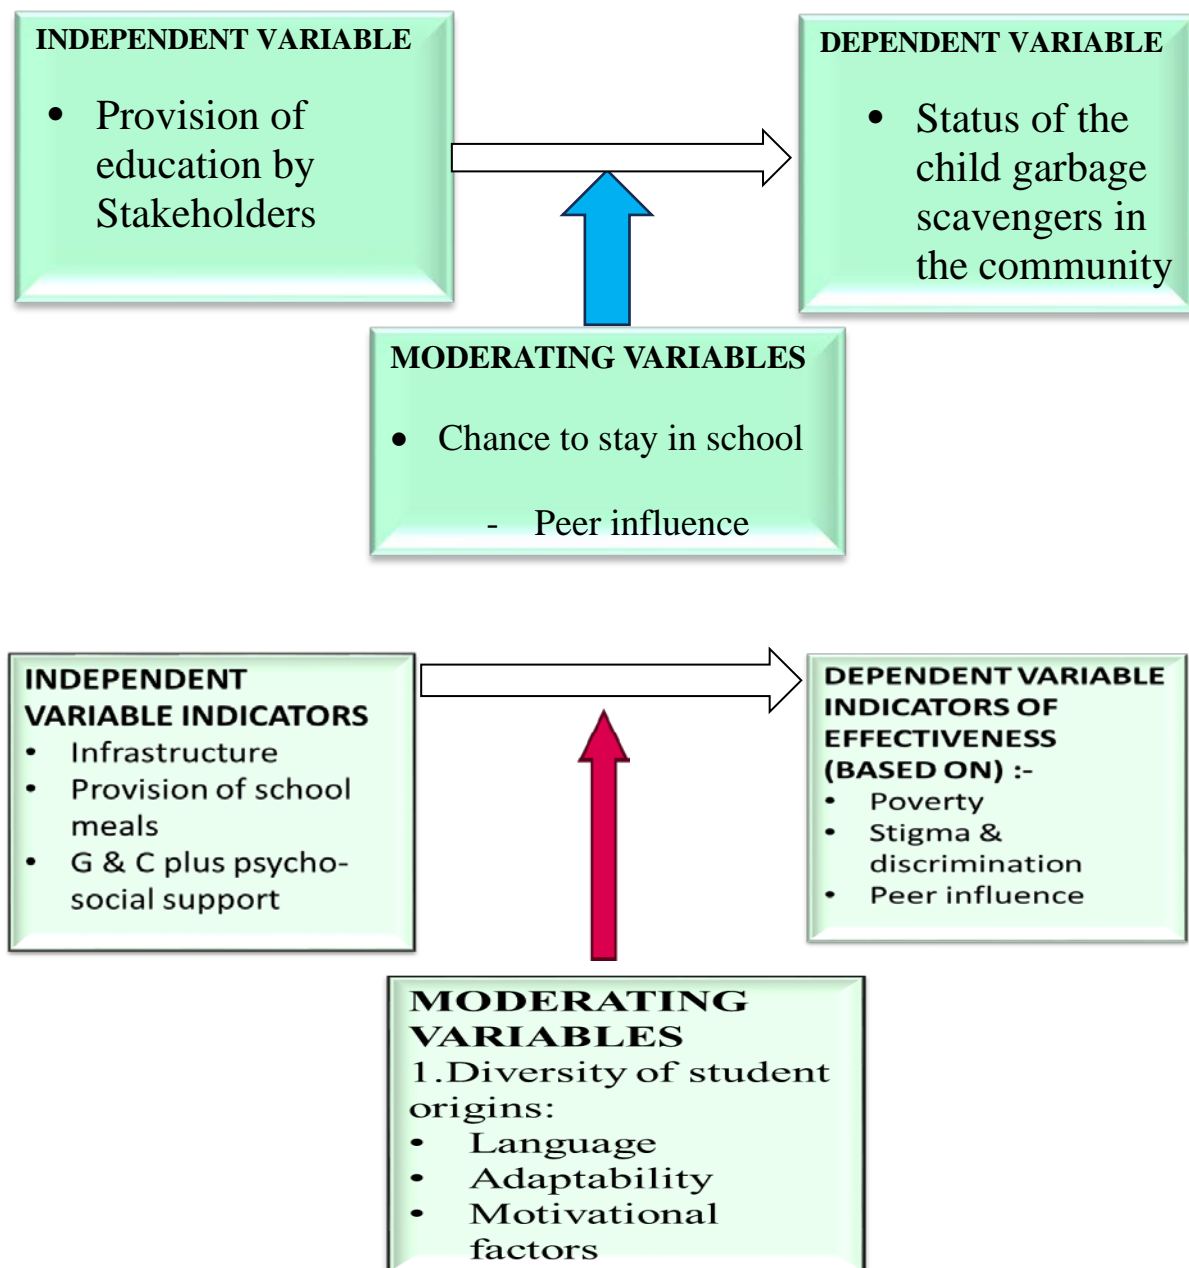 INDEPENDENT VARIABLE
• Provision of
education by
Stakeholders
DEPENDENT VARIABLE
• Status of the
child garbage
scavengers in
the community
MODERATING VARIABLES
• Chance to stay in school
- Peer influence
INDEPENDENT
VARIABLE INDICATORS
• Infrastructure
• Provision of school
meals
• G & C plus psycho-
social support
DEPENDENT VARIABLE
INDICATORS OF
EFFECTIVENESS
(BASED ON) :-
• Poverty
• Stigma &
discrimination
• Peer influence
MODERATING
VARIABLES
1.Diversity of student
origins:
• Language
• Adaptability
• Motivational
factors